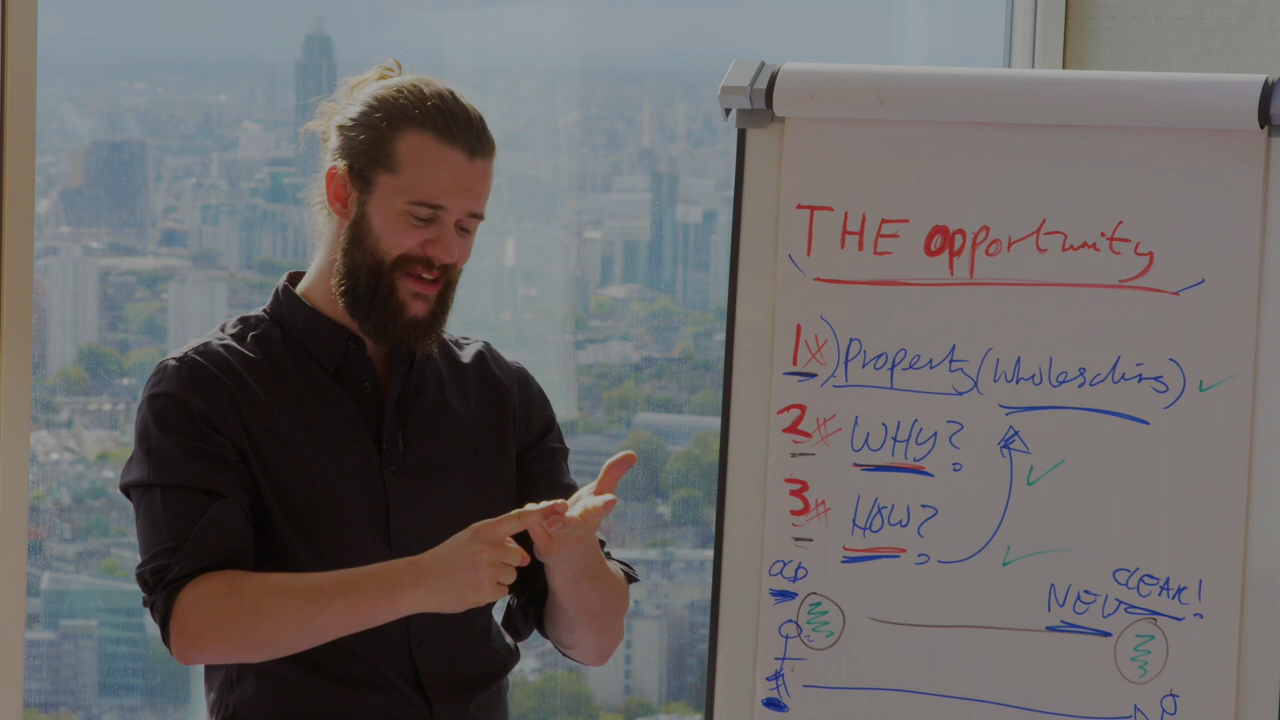 THE opportunity
1#) property (wholesaling) ✓
2# WHY?
3# HOW?
OLD
NEW CLEAR!